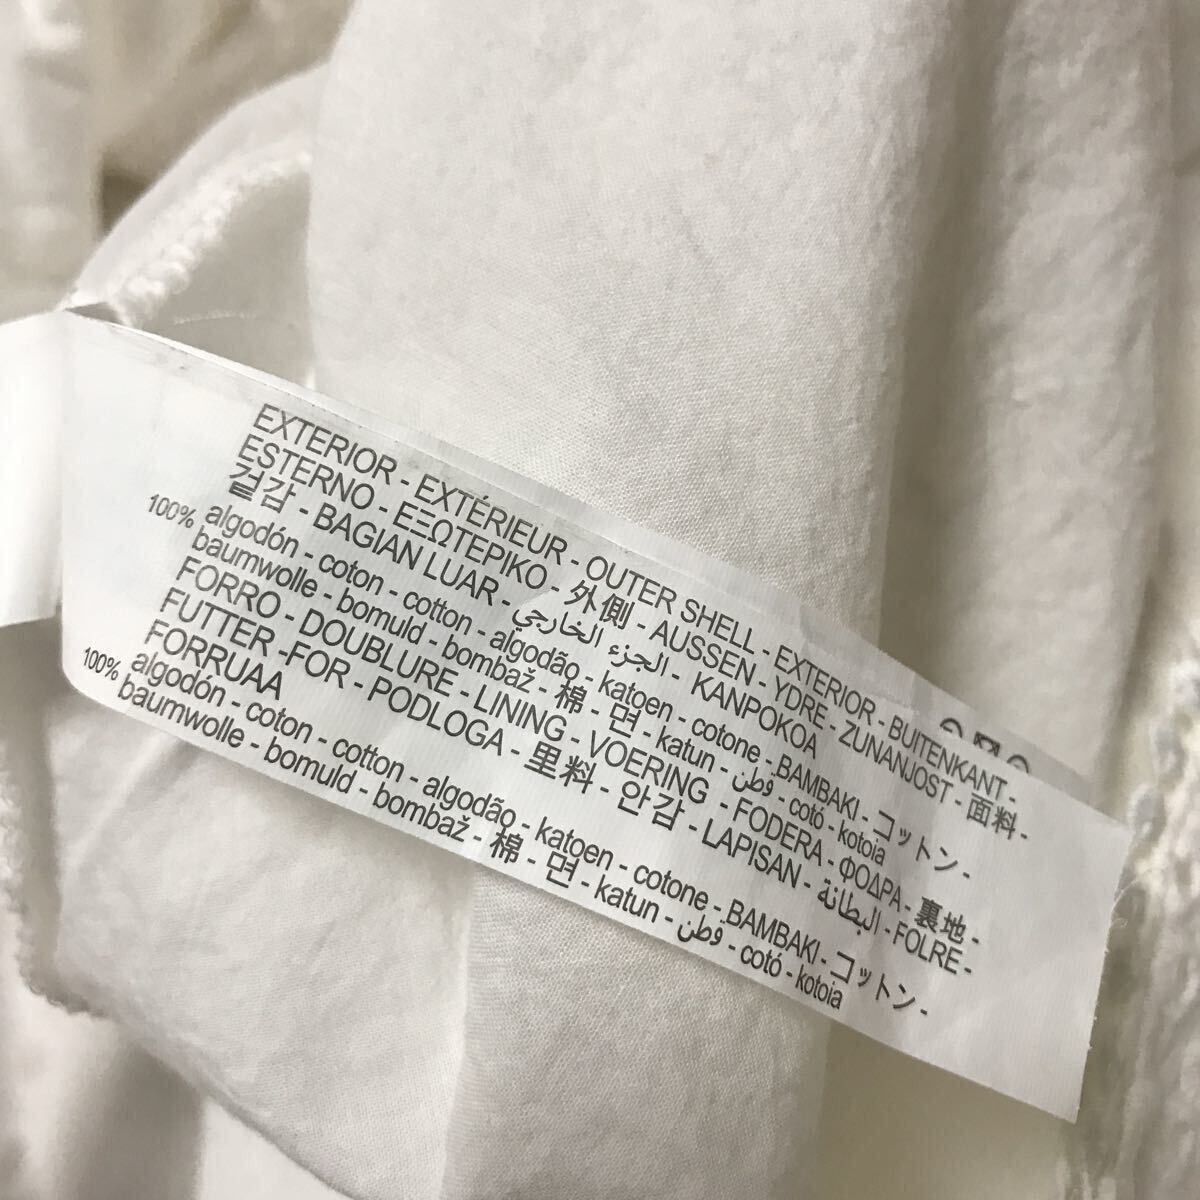 EXTERIOR - EXTÉRIEUR - OUTER SHELL - EXTERIOR - BUITENKANT -
ESTERNO - ΕΞΩΤΕΡΙΚΟ - 外側 - AUSSEN - YDRE - ZUNANJOST - 面料 -
겉감 - BAGIAN LUAR - الجزء الخارجي - KANPOKOA
100% algodón - coton - cotton - algodão - katoen - cotone - BAMBAKI - コットン -
baumwolle - bomuld - bombaž - 棉 - 면 - katun - قطن - cotó - kotoia
FORRO - DOUBLURE - LINING - VOERING - FODERA - ΦΟΔΡΑ - 裏地 -
FUTTER -FOR - PODLOGA - 里料 - 안감 - LAPISAN - البطانة - FOLRE -
FORRUAA
100% algodón - coton - cotton - algodão - katoen - cotone - BAMBAKI - コットン -
baumwolle - bomuld - bombaž - 棉 - 면 - katun - قطن - cotó - kotoia